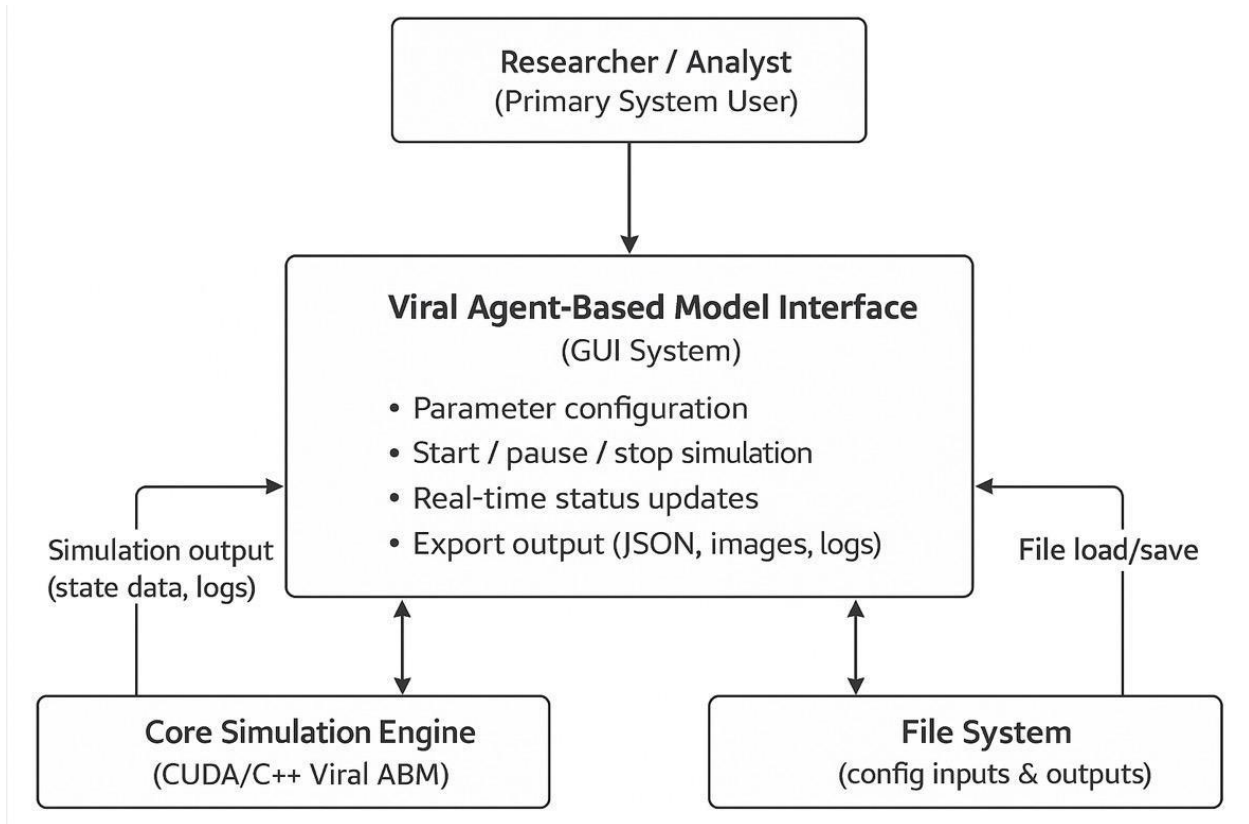 Researcher / Analyst
(Primary System User)
Viral Agent-Based Model Interface
(GUI System)
• Parameter configuration
• Start / pause / stop simulation
• Real-time status updates
• Export output (JSON, images, logs)
Simulation output
(state data, logs)
File load/save
Core Simulation Engine
(CUDA/C++ Viral ABM)
File System
(config inputs & outputs)